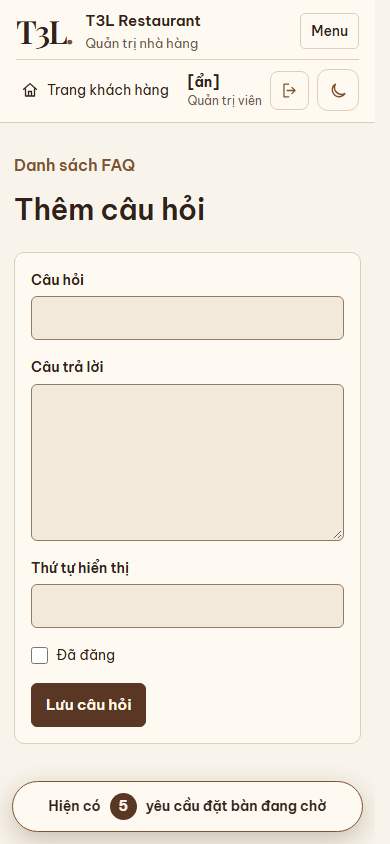 T3L.
T3L Restaurant
Quản trị nhà hàng
Menu
Trang khách hàng
[ẩn]
Quản trị viên
Danh sách FAQ
Thêm câu hỏi
Câu hỏi
Câu trả lời
Thứ tự hiển thị
Đã đăng
Lưu câu hỏi
Hiện có 5 yêu cầu đặt bàn đang chờ